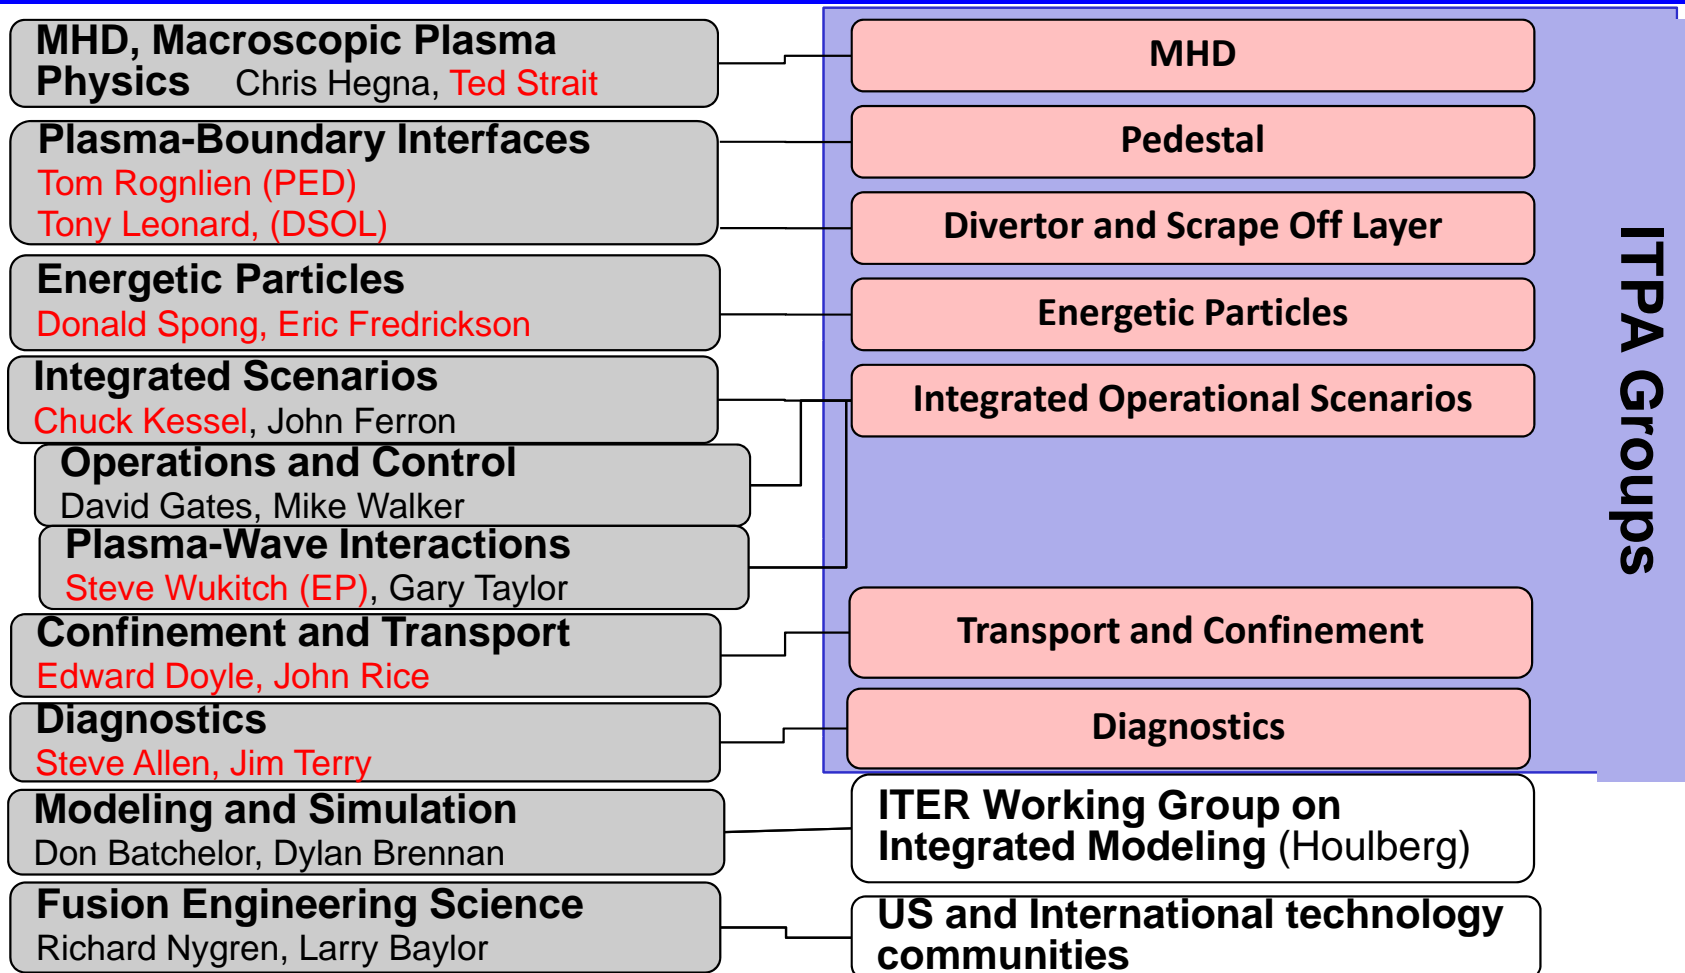 MHD, Macroscopic Plasma
Physics Chris Hegna, Ted Strait
Plasma-Boundary Interfaces
Tom Rognlien (PED)
Tony Leonard, (DSOL)
Energetic Particles
Donald Spong, Eric Fredrickson
Integrated Scenarios
Chuck Kessel, John Ferron
Operations and Control
David Gates, Mike Walker
Plasma-Wave Interactions
Steve Wukitch (EP), Gary Taylor
Confinement and Transport
Edward Doyle, John Rice
Diagnostics
Steve Allen, Jim Terry
Modeling and Simulation
Don Batchelor, Dylan Brennan
Fusion Engineering Science
Richard Nygren, Larry Baylor
MHD
Pedestal
Divertor and Scrape Off Layer
Energetic Particles
Integrated Operational Scenarios
Transport and Confinement
Diagnostics
ITER Working Group on
Integrated Modeling (Houlberg)
US and International technology
communities
ITPA Groups